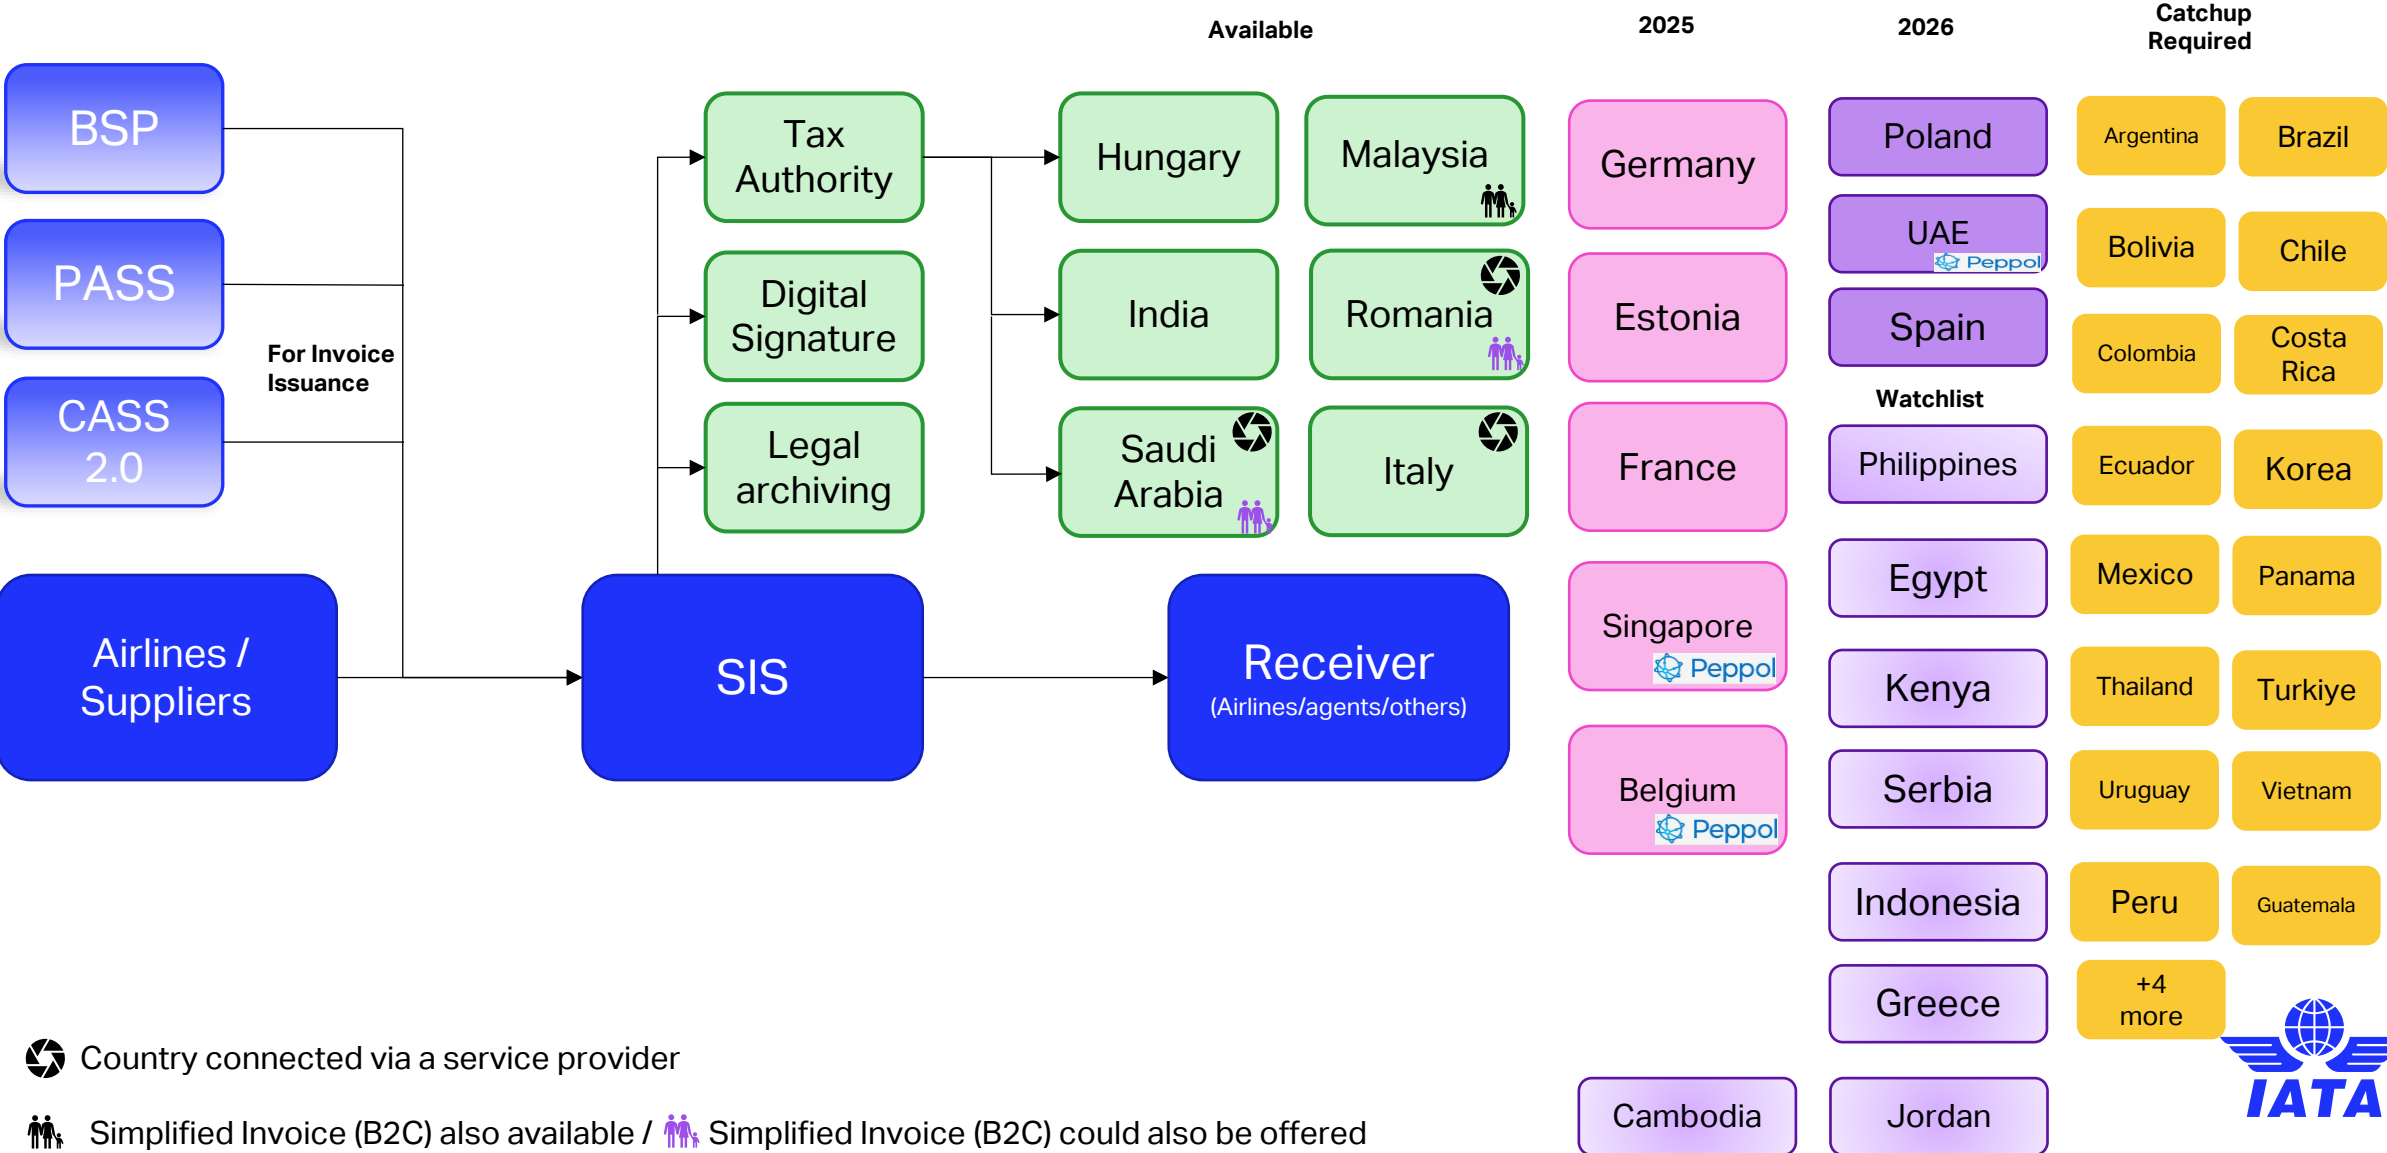 Available
2025
2026
Catchup
Required
BSP
PASS
CASS
2.0
For Invoice
Issuance
Airlines /
Suppliers
SIS
Receiver
(Airlines/agents/others)
Tax
Authority
Digital
Signature
Legal
archiving
Hungary
Malaysia
India
Romania
Saudi
Arabia
Italy
Germany
Estonia
France
Singapore
Peppol
Belgium
Peppol
Poland
UAE
Peppol
Spain
Watchlist
Philippines
Egypt
Kenya
Serbia
Indonesia
Greece
Cambodia
Jordan
Argentina
Brazil
Bolivia
Chile
Colombia
Costa
Rica
Ecuador
Korea
Mexico
Panama
Thailand
Turkiye
Uruguay
Vietnam
Peru
Guatemala
+4
more
Country connected via a service provider
Simplified Invoice (B2C) also available / Simplified Invoice (B2C) could also be offered
IATA